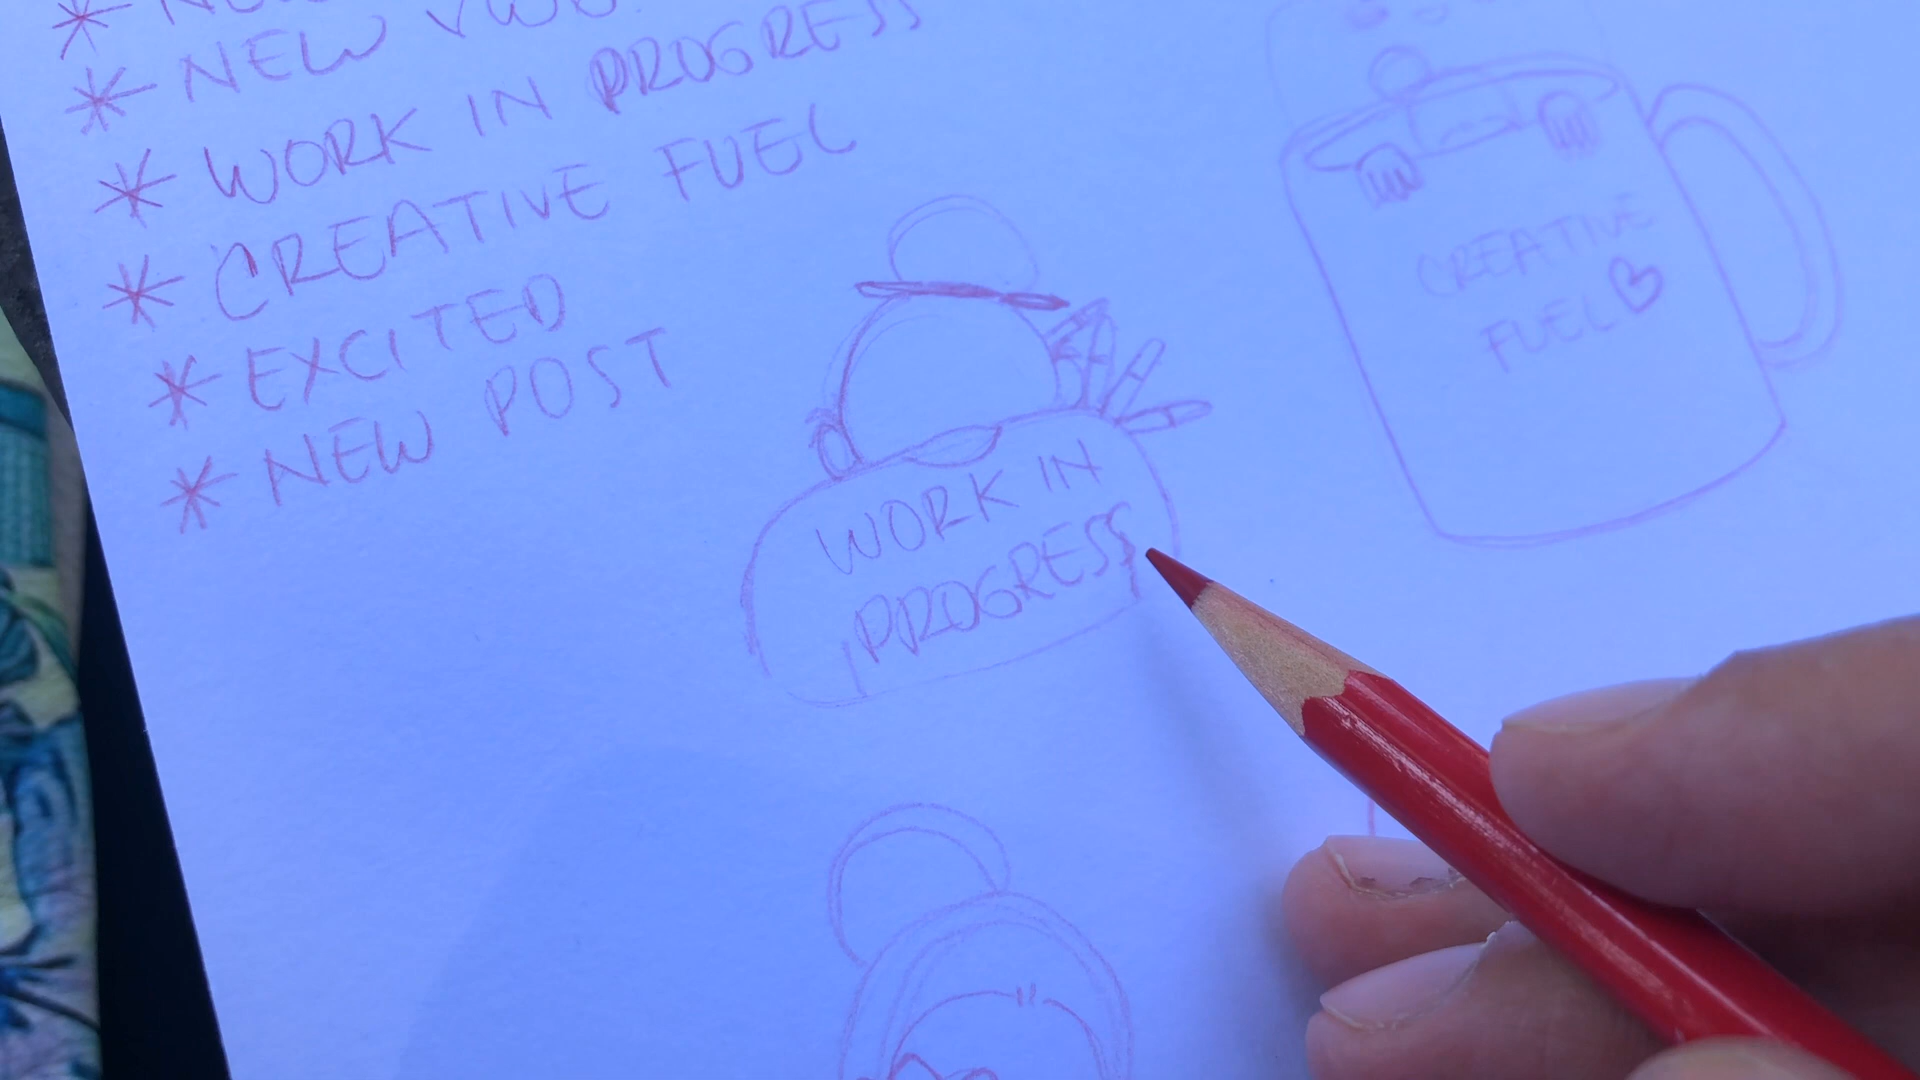 * NEW
* WORK IN PROGRESS
* CREATIVE FUEL
* EXCITED
* NEW POST
WORK IN
PROGRESS
CREATIVE
FUEL